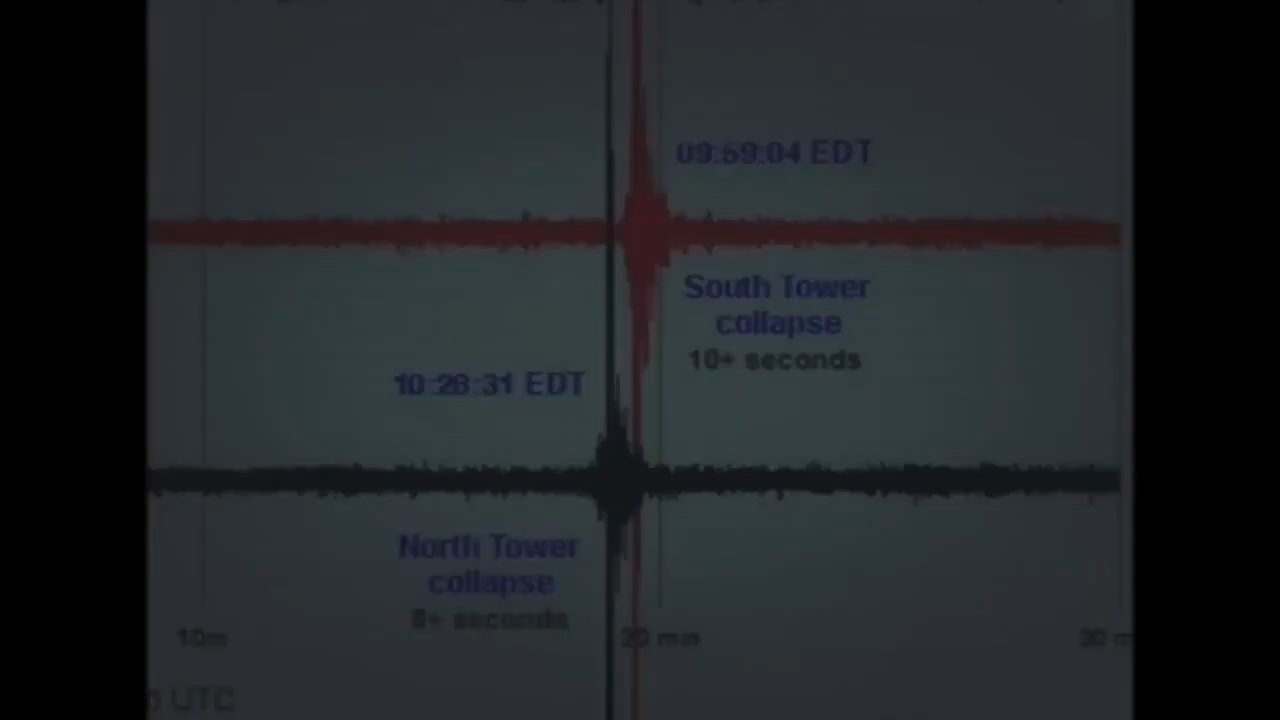 09:59:04 EDT
South Tower
collapse
10+ seconds
10:28:31 EDT
North Tower
collapse
8+ seconds
10m
20 min
30 m
UTC